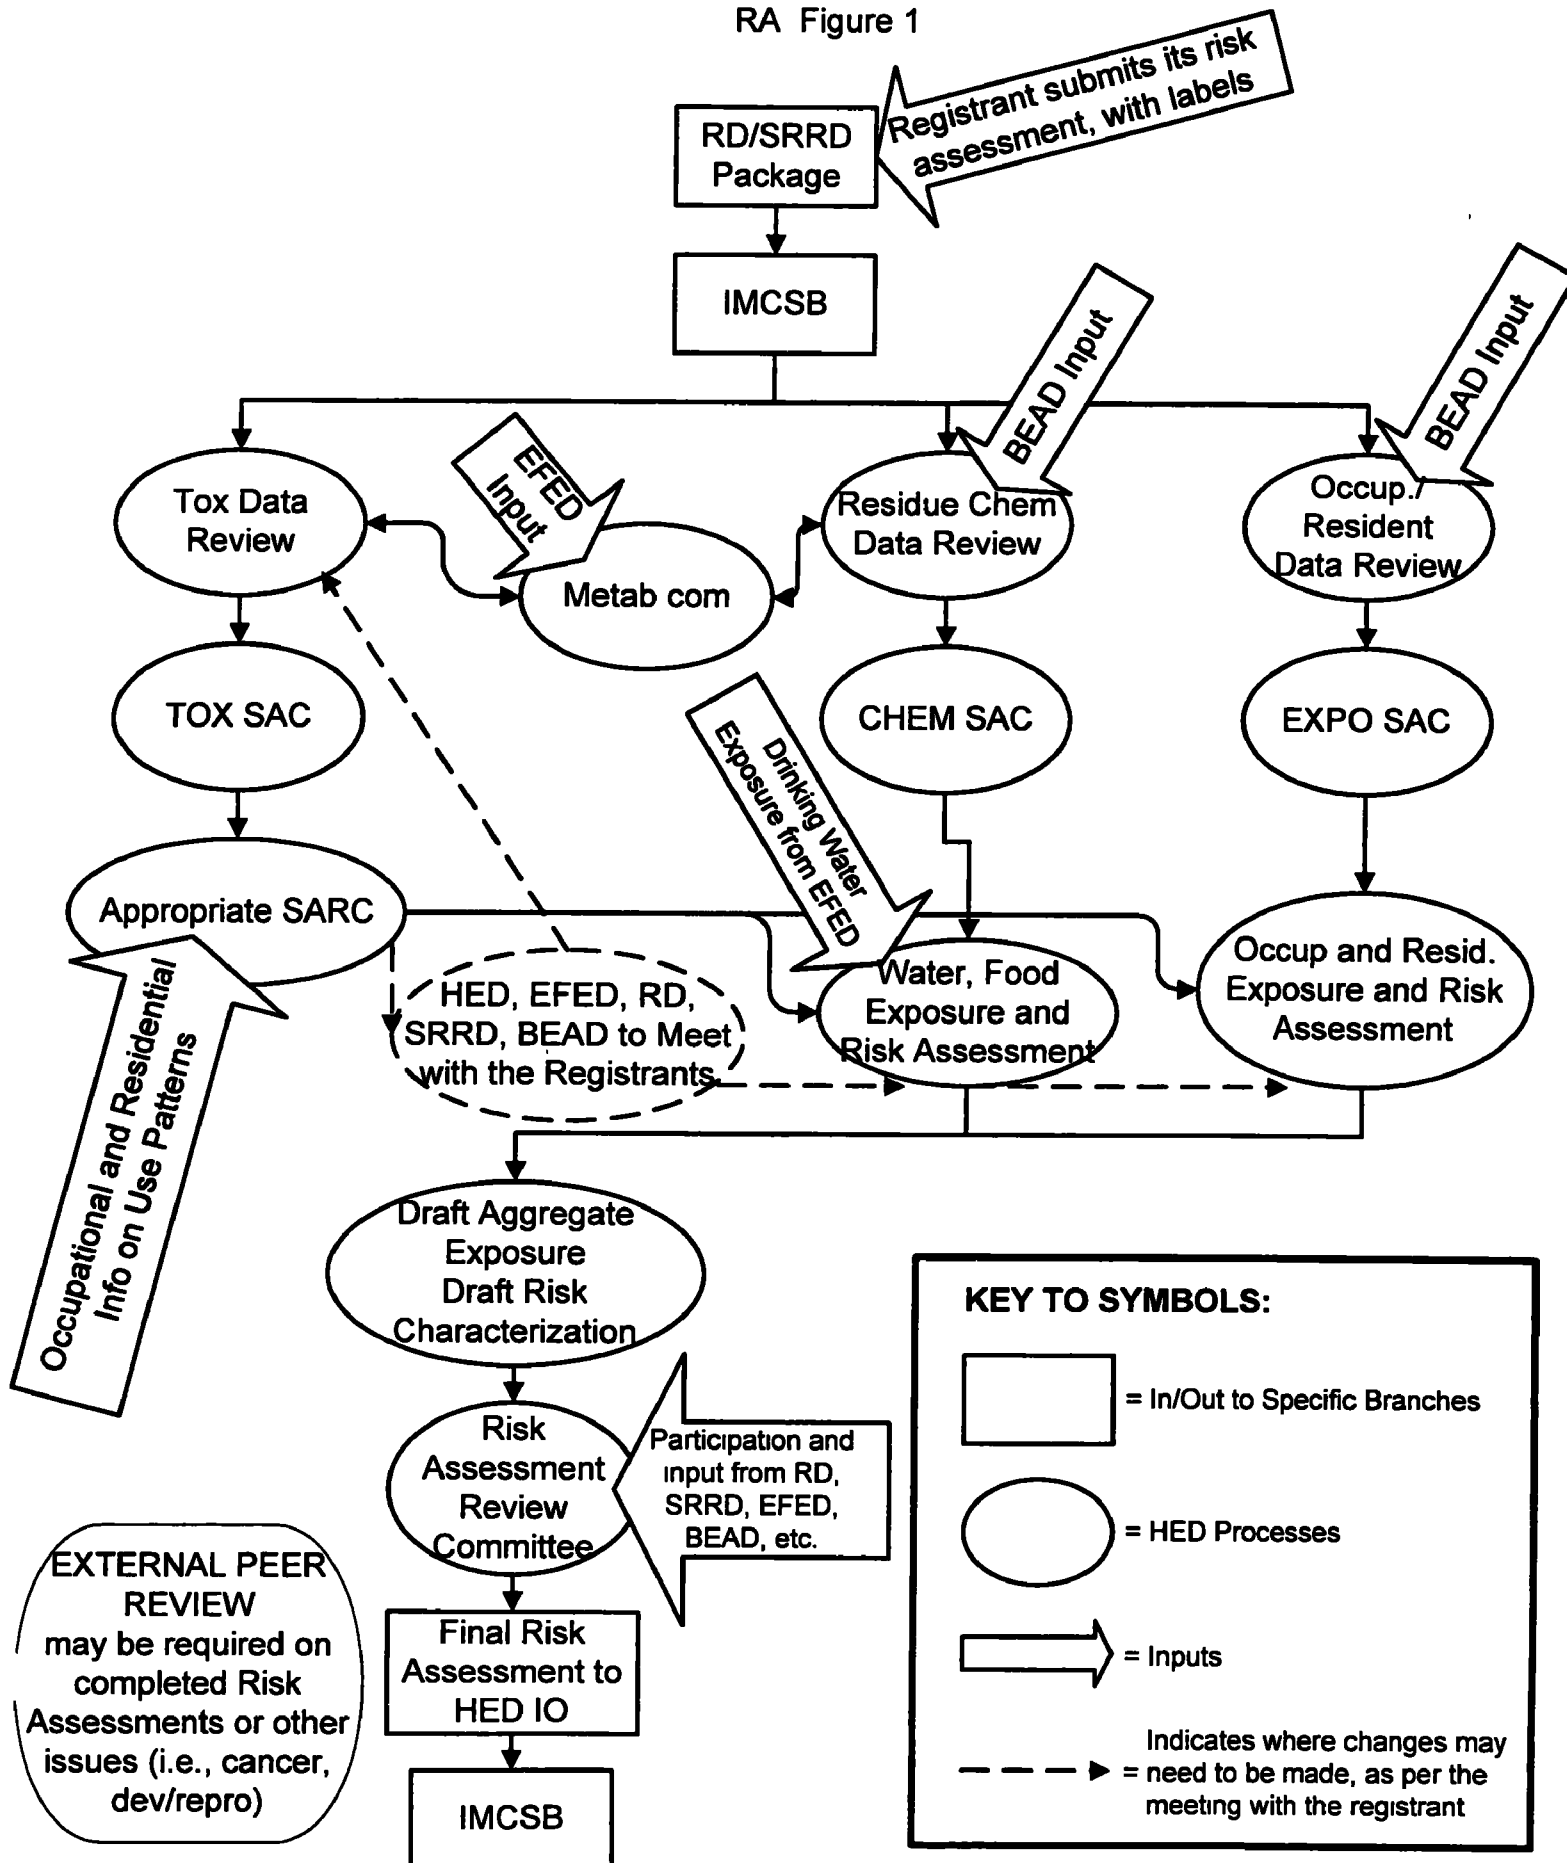 RA Figure 1
Registrant submits its risk
assessment, with labels
RD/SRRD
Package
IMCSB
BEAD Input
BEAD Input
EFED
Input
Tox Data
Review
Metab com
Residue Chem
Data Review
Occup./
Resident
Data Review
TOX SAC
CHEM SAC
EXPO SAC
Drinking Water
Exposure from EFED
Appropriate SARC
Occupational and Residential
Info on Use Patterns
HED, EFED, RD,
SRRD, BEAD to Meet
with the Registrants
Water, Food
Exposure and
Risk Assessment
Occup and Resid.
Exposure and Risk
Assessment
Draft Aggregate
Exposure
Draft Risk
Characterization
Risk
Assessment
Review
Committee
Participation and
input from RD,
SRRD, EFED,
BEAD, etc.
Final Risk
Assessment to
HED IO
IMCSB
EXTERNAL PEER
REVIEW
may be required on
completed Risk
Assessments or other
issues (i.e., cancer,
dev/repro)
KEY TO SYMBOLS:
= In/Out to Specific Branches
= HED Processes
= Inputs
Indicates where changes may
= need to be made, as per the
meeting with the registrant